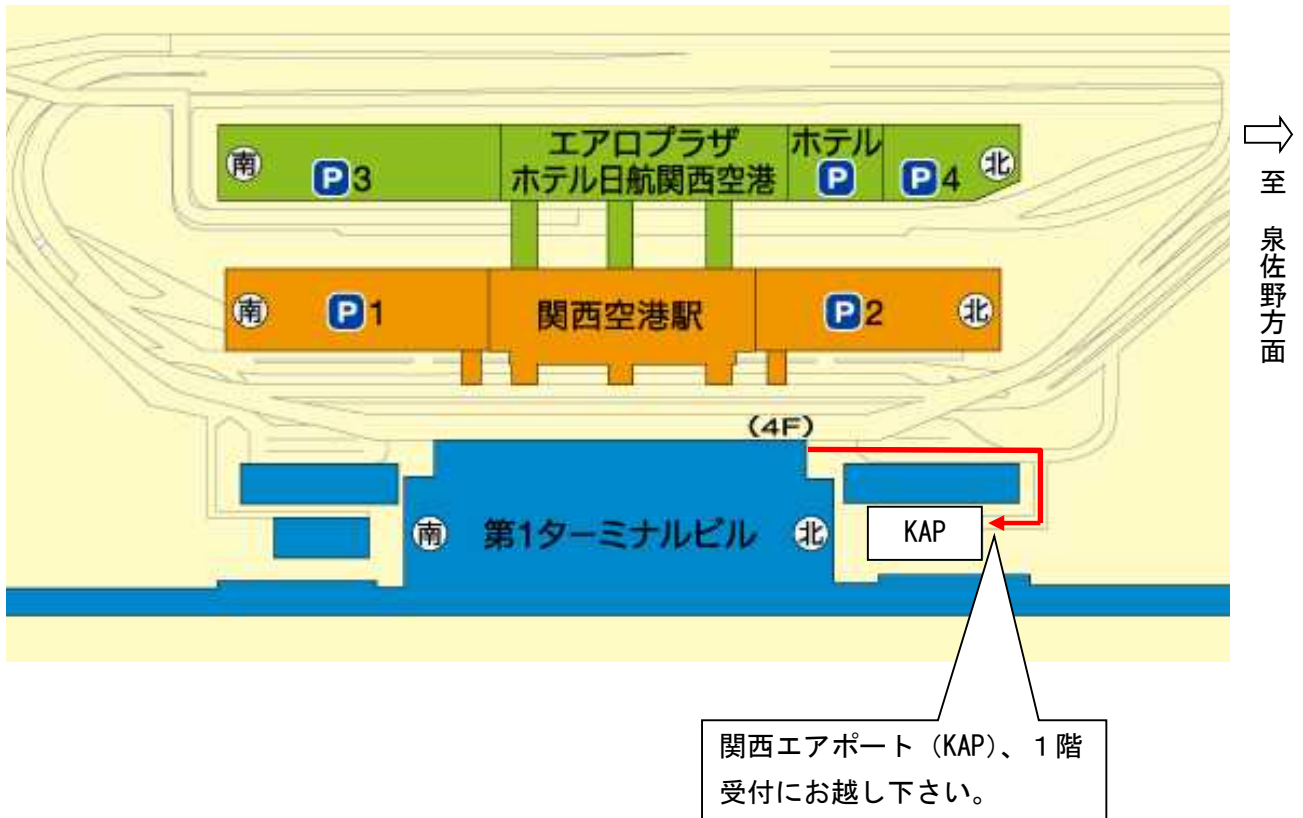 エアロプラザ
ホテル日航関西空港
ホテル
P
南
P3
P4
北
南
P1
関西空港駅
P2
北
(4F)
南
第1ターミナルビル
北
KAP
至 泉佐野方面
関西エアポート（KAP）、１階
受付にお越し下さい。